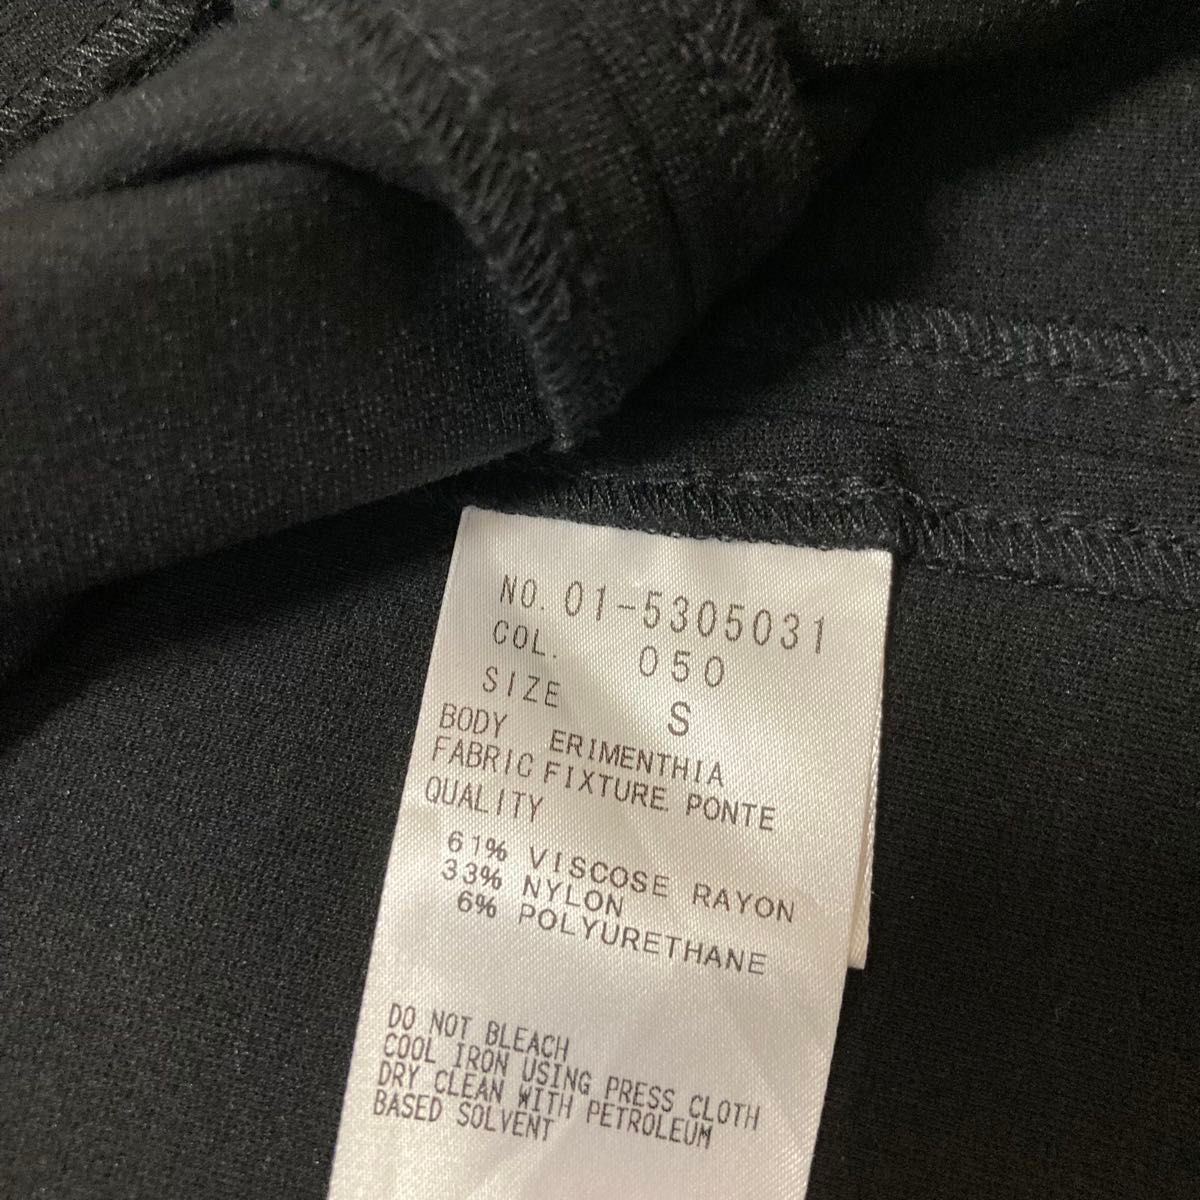 NO. 01-5305031
COL. 050
SIZE S
BODY ERIMENTHIA
FABRIC FIXTURE PONTE
QUALITY
61% VISCOSE RAYON
33% NYLON
6% POLYURETHANE
DO NOT BLEACH
COOL IRON USING PRESS CLOTH
DRY CLEAN WITH PETROLEUM
BASED SOLVENT